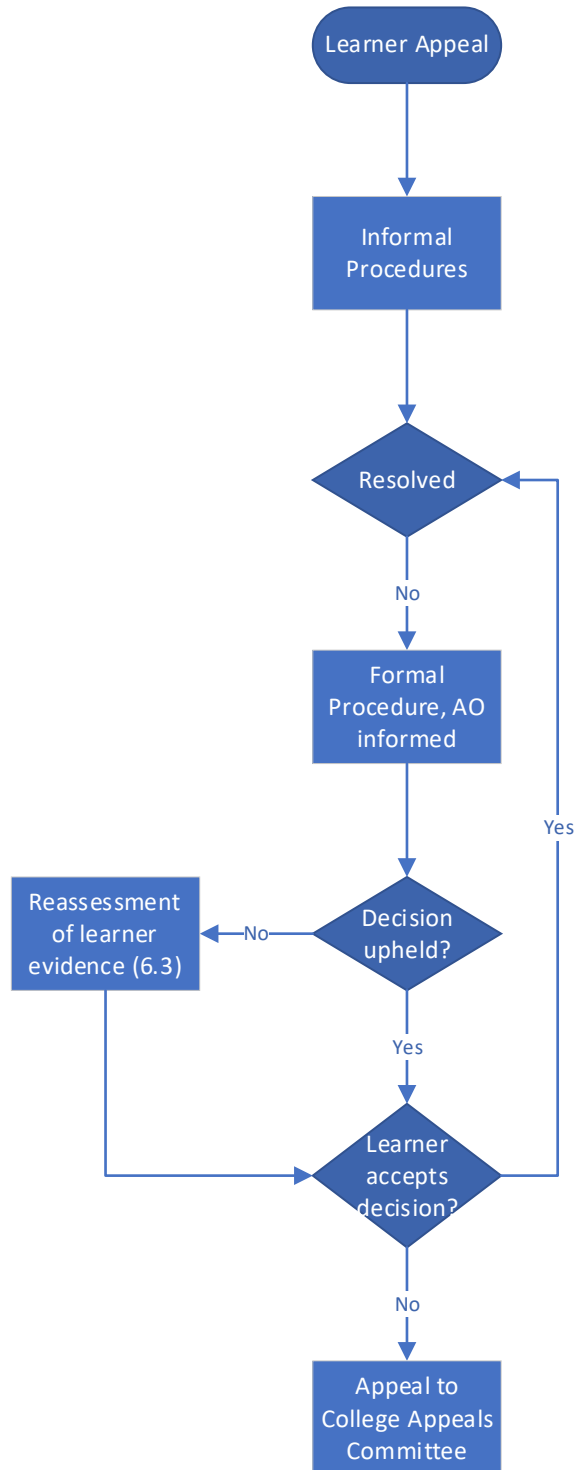 Learner Appeal
Informal
Procedures
Resolved
No
Formal
Procedure, AO
informed
Yes
Reassessment
of learner
evidence (6.3)
No
Decision
upheld?
Yes
Learner
accepts
decision?
No
Appeal to
College Appeals
Committee